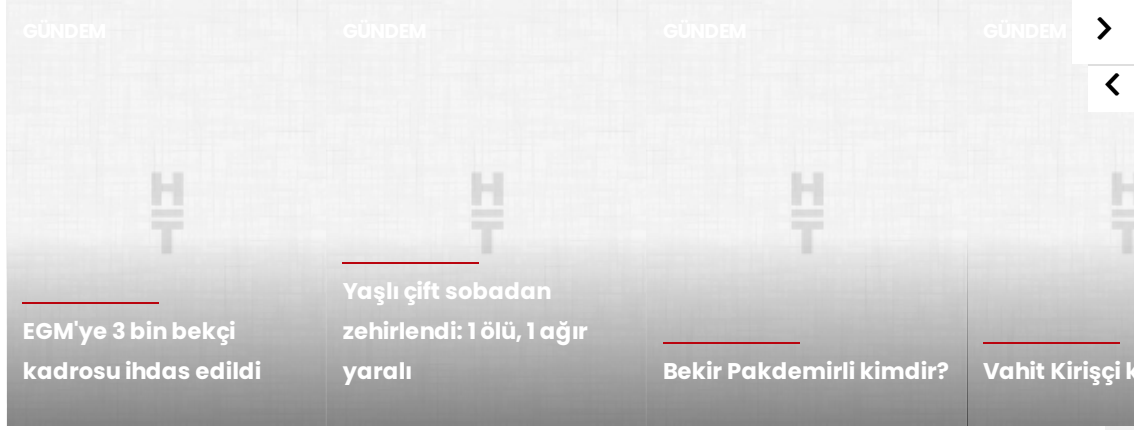 GÜNDEM
EGM'ye 3 bin bekçi
kadrosu ihdas edildi
GÜNDEM
Yaşlı çift sobadan
zehirlendi: 1 ölü, 1 ağır
yaralı
GÜNDEM
Bekir Pakdemirli kimdir?
GÜNDEM
Vahit Kirişçi k
H
T
H
T
H
T
H
T